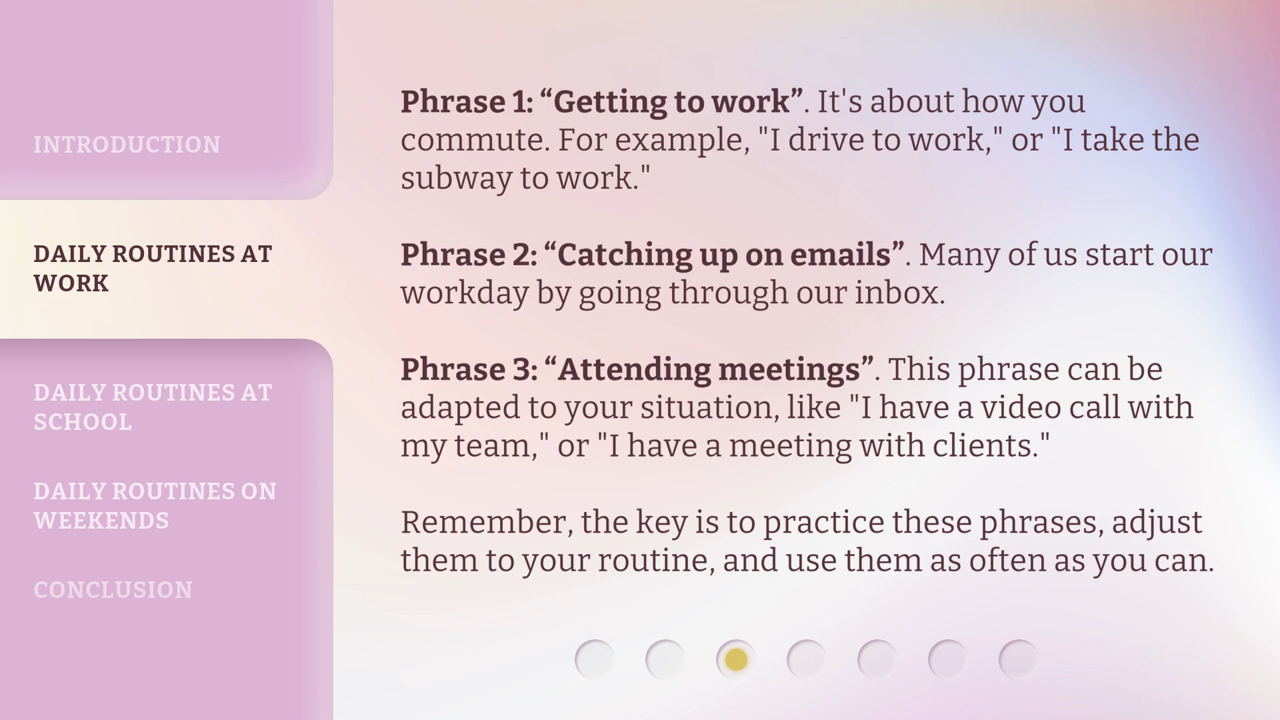 INTRODUCTION
DAILY ROUTINES AT
WORK
DAILY ROUTINES AT
SCHOOL
DAILY ROUTINES ON
WEEKENDS
CONCLUSION
Phrase 1: “Getting to work”. It's about how you
commute. For example, "I drive to work," or "I take the
subway to work."
Phrase 2: “Catching up on emails”. Many of us start our
workday by going through our inbox.
Phrase 3: “Attending meetings”. This phrase can be
adapted to your situation, like "I have a video call with
my team," or "I have a meeting with clients."
Remember, the key is to practice these phrases, adjust
them to your routine, and use them as often as you can.